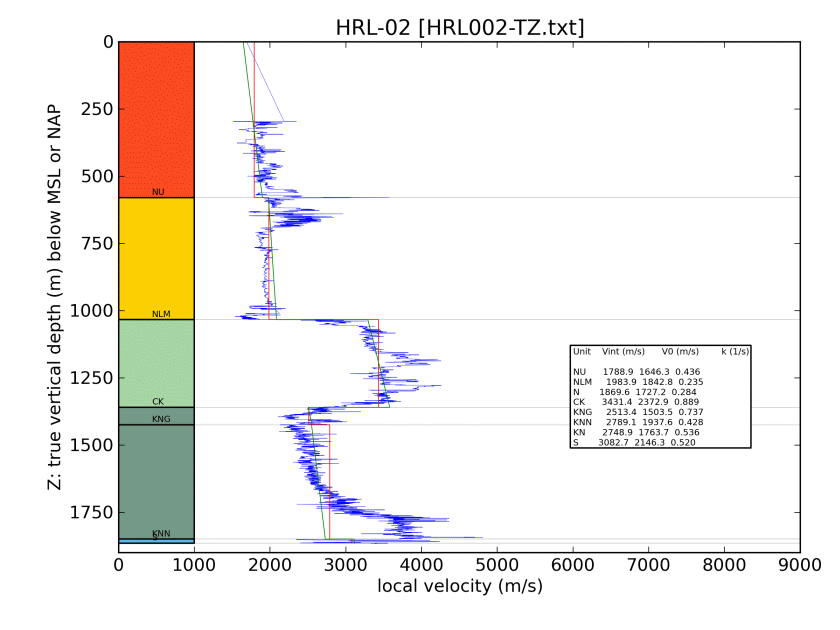 HRL-02 [HRL002-TZ.txt]
0
250
500
750
1000
1250
1500
1750
Z: true vertical depth (m) below MSL or NAP
NU
NLM
CK
KNG
KNN
S
Unit Vint (m/s) V0 (m/s) k (1/s)
NU 1788.9 1646.3 0.436
NLM 1983.9 1842.8 0.235
N 1869.6 1727.2 0.284
CK 3431.4 2372.9 0.889
KNG 2513.4 1503.5 0.737
KNN 2789.1 1937.6 0.428
KN 2748.9 1763.7 0.536
S 3082.7 2146.3 0.520
0 1000 2000 3000 4000 5000 6000 7000 8000 9000
local velocity (m/s)